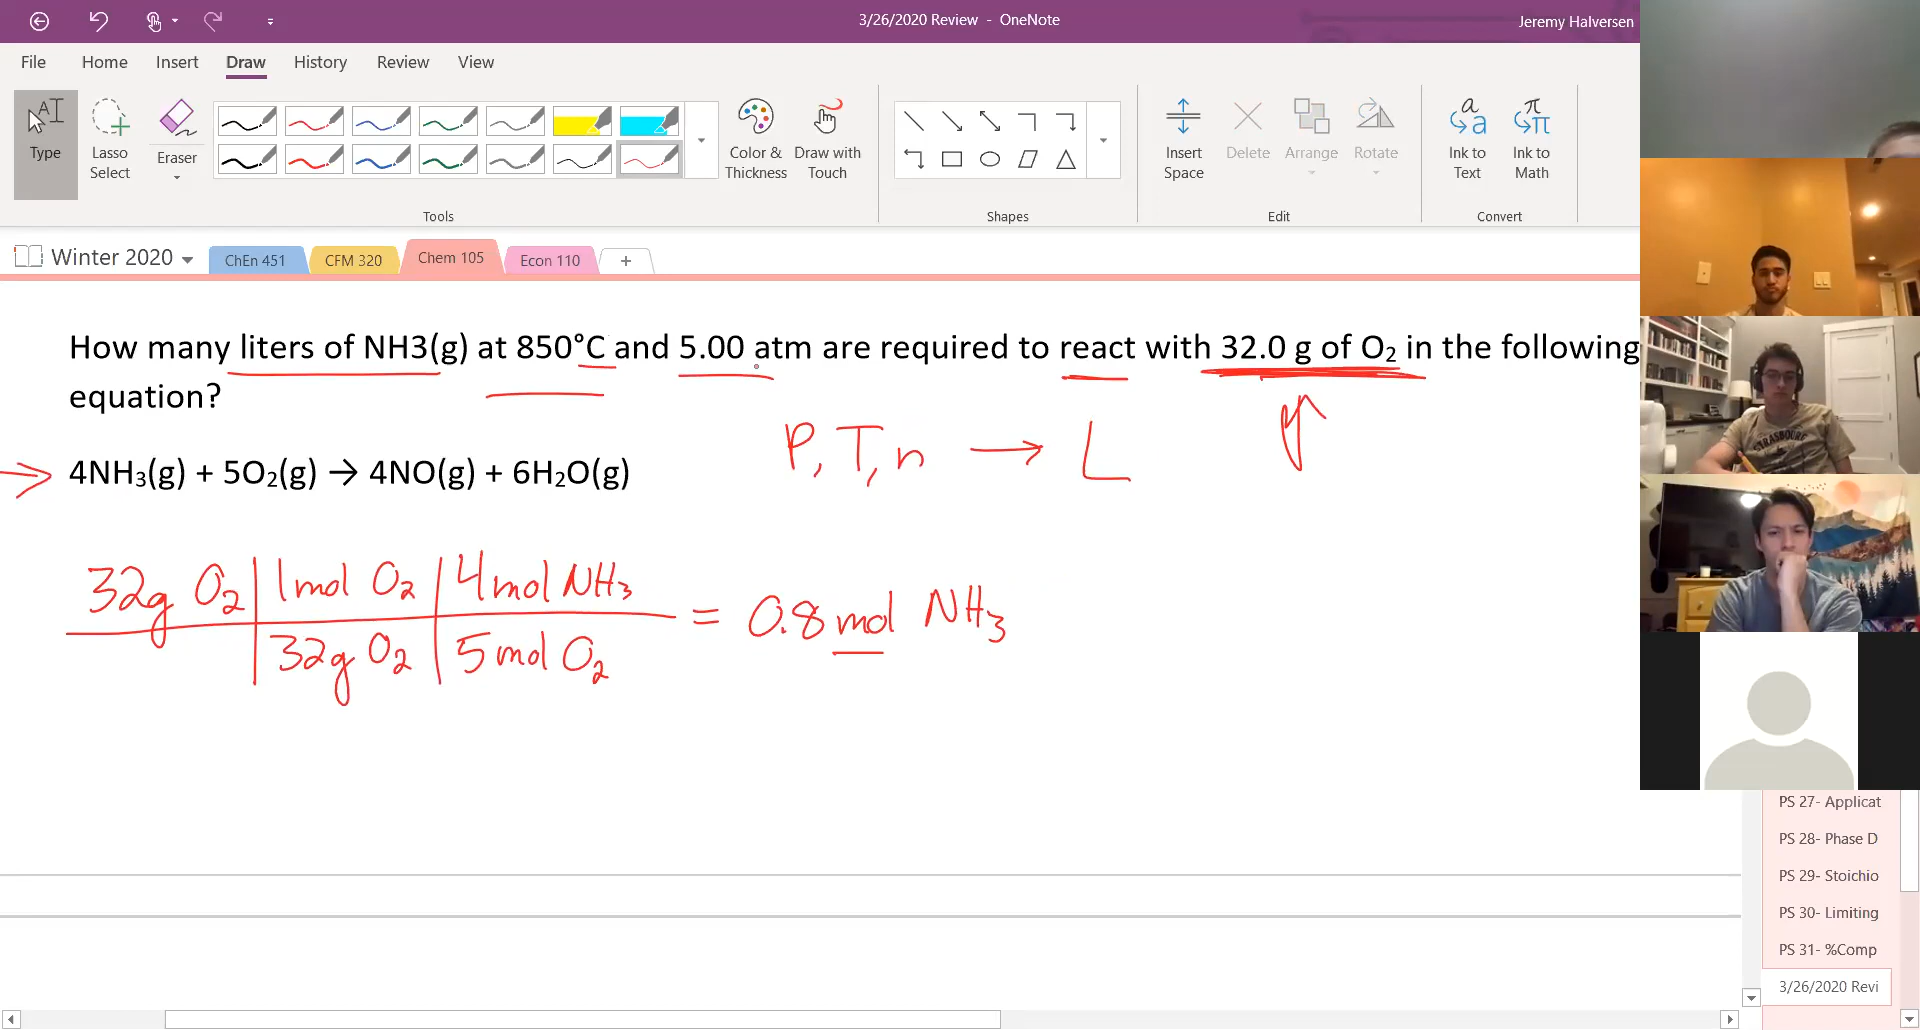 3/26/2020 Review - OneNote
Jeremy Halversen
File Home Insert Draw History Review View
Type
Lasso Select
Eraser
Color & Thickness
Draw with Touch
Insert Space
Delete
Arrange
Rotate
Ink to Text
Ink to Math
Tools
Shapes
Edit
Convert
Winter 2020
ChEn 451
CFM 320
Chem 105
Econ 110
+
How many liters of NH3(g) at 850°C and 5.00 atm are required to react with 32.0 g of O₂ in the following
equation?
P, T, n → L
4NH₃(g) + 5O₂(g) → 4NO(g) + 6H₂O(g)
32g O₂ | 1mol O₂ | 4mol NH₃ = 0.8 mol NH₃
32g O₂ | 5 mol O₂
PS 27- Applicat
PS 28- Phase D
PS 29- Stoichio
PS 30- Limiting
PS 31- %Comp
3/26/2020 Revi